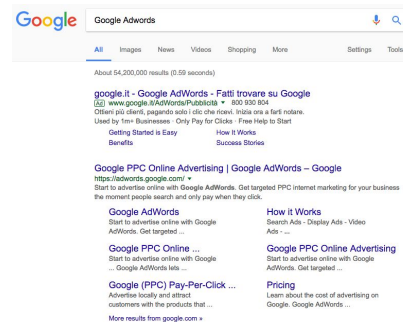 Google
Google Adwords
All Images News Videos Shopping More Settings Tools
About 54,200,000 results (0.59 seconds)
google.it - Google AdWords - Fatti trovare su Google
Ad www.google.it/AdWords/Pubblicità 800 930 804
Ottieni più clienti, pagando solo i clic che ricevi. Inizia ora a farti notare.
Used by 1m+ Businesses · Only Pay for Clicks · Free Help to Start
Getting Started is Easy How It Works
Benefits Success Stories
Google PPC Online Advertising | Google AdWords – Google
https://adwords.google.com/
Start to advertise online with Google AdWords. Get targeted PPC internet marketing for your business
the moment people search and only pay when they click.
Google AdWords How it Works
Start to advertise online with Google Search Ads - Display Ads - Video
AdWords. Get targeted ... Ads - ...
Google PPC Online ... Google PPC Online Advertising
Start to advertise online with Google Start to advertise online with Google
... Google AdWords lets ... AdWords. Get targeted ...
Google (PPC) Pay-Per-Click ... Pricing
Advertise locally and attract Learn about the cost of advertising on
customers with the products that ... Google. Google AdWords ...
More results from google.com »